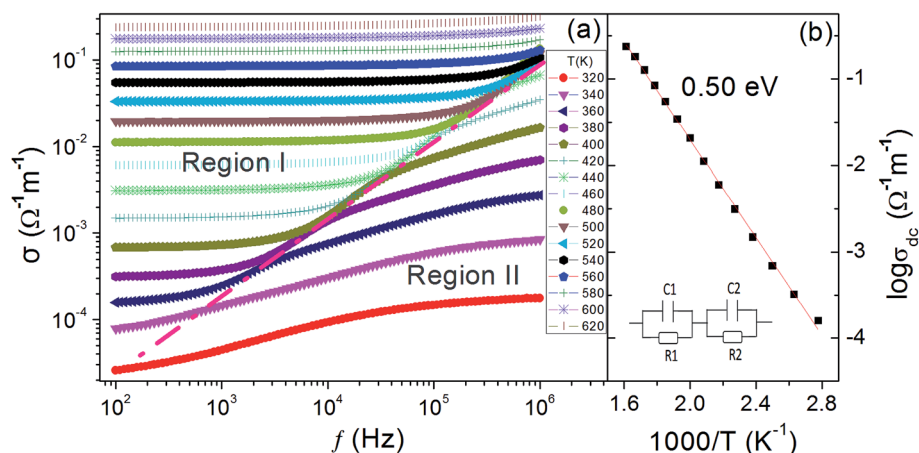 (a)
σ (Ω⁻¹m⁻¹)
10⁻¹
10⁻²
10⁻³
10⁻⁴
10² 10³ 10⁴ 10⁵ 10⁶
f (Hz)
Region I
Region II
T(K)
320
340
360
380
400
420
440
460
480
500
520
540
560
580
600
620
(b)
0.50 eV
C1 C2
R1 R2
1.6 2.0 2.4 2.8
1000/T (K⁻¹)
-1
-2
-3
-4
logσdc (Ω⁻¹m⁻¹)